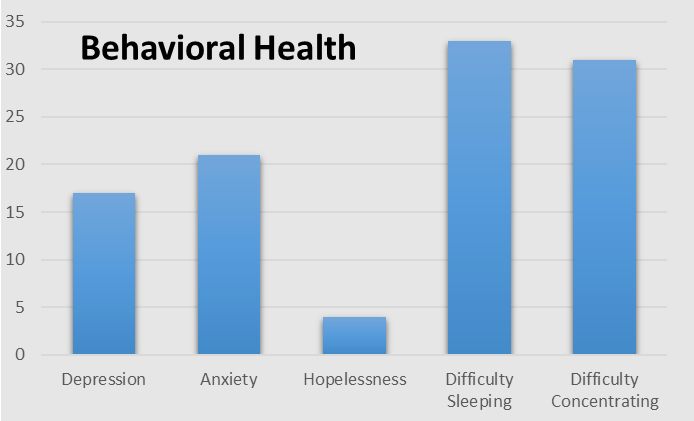 Behavioral Health
35
30
25
20
15
10
5
0
Depression
Anxiety
Hopelessness
Difficulty
Sleeping
Difficulty
Concentrating